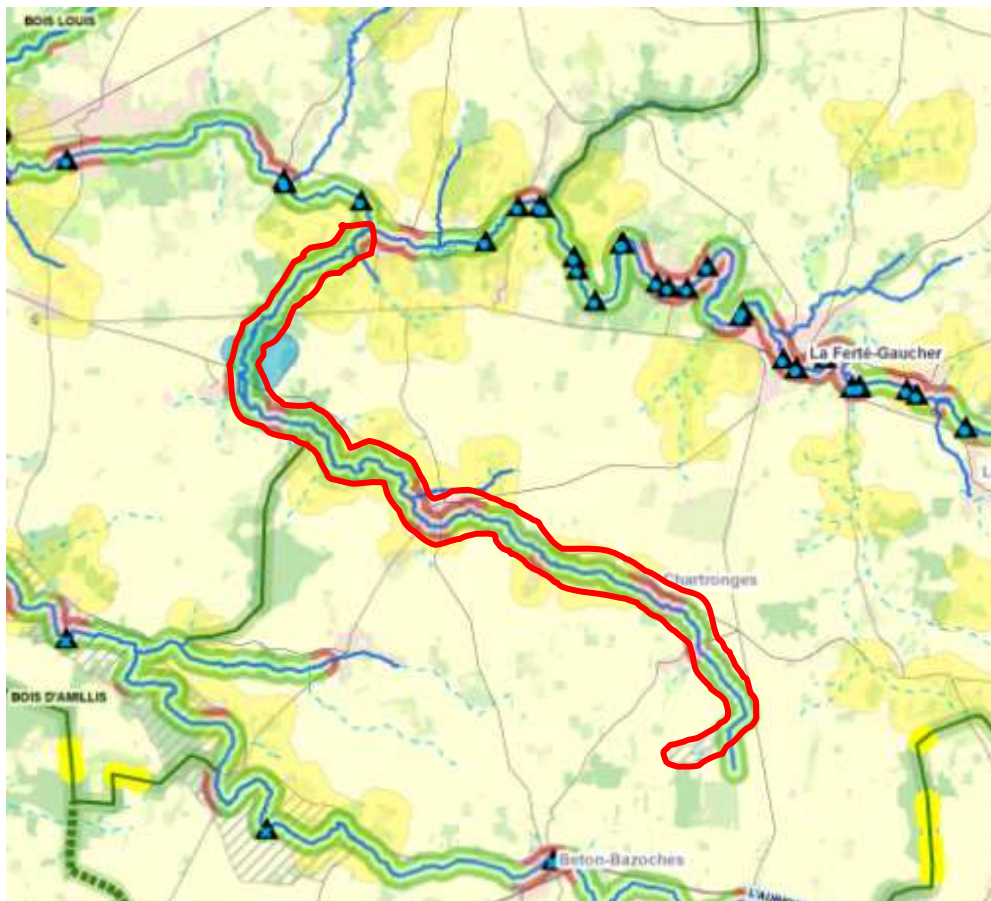 BOIS LOUIS
La Ferté-Gaucher
L
Chartronges
BOIS D'AMILLIS
Beton-Bazoches